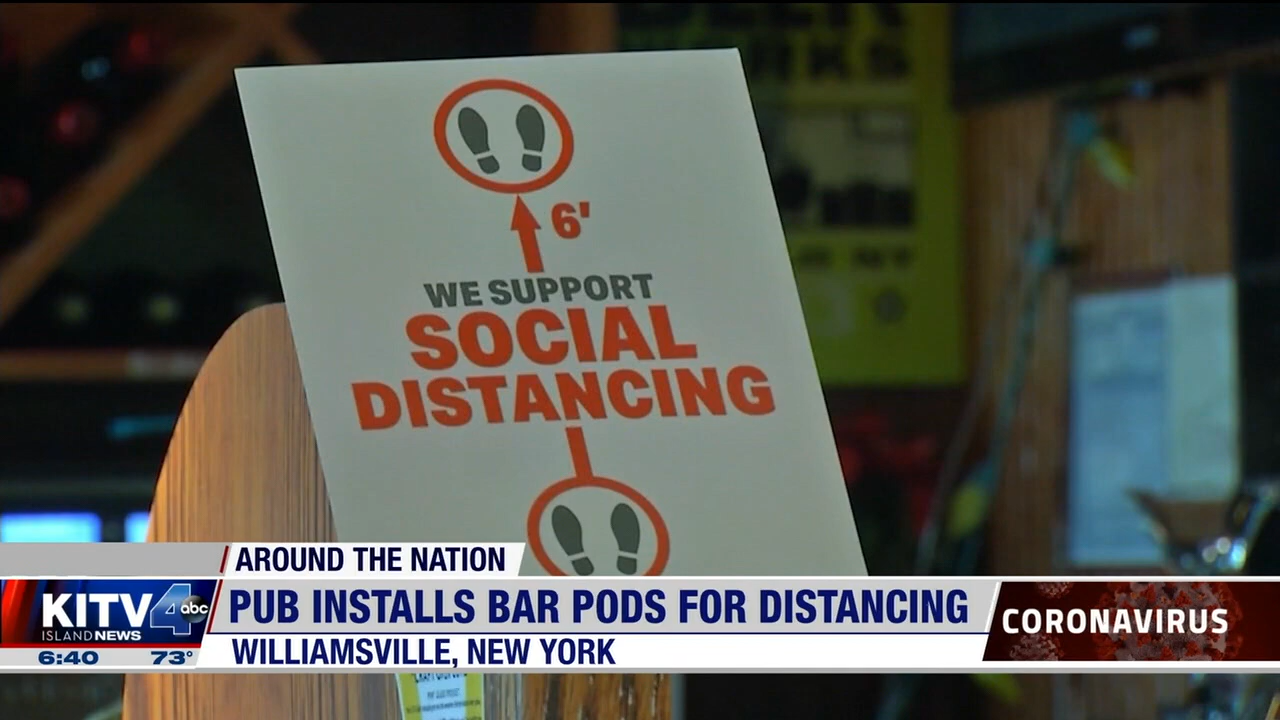 6'
WE SUPPORT
SOCIAL
DISTANCING
AROUND THE NATION
KITV 4 abc
ISLAND NEWS
PUB INSTALLS BAR PODS FOR DISTANCING
CORONAVIRUS
6:40 73°
WILLIAMSVILLE, NEW YORK